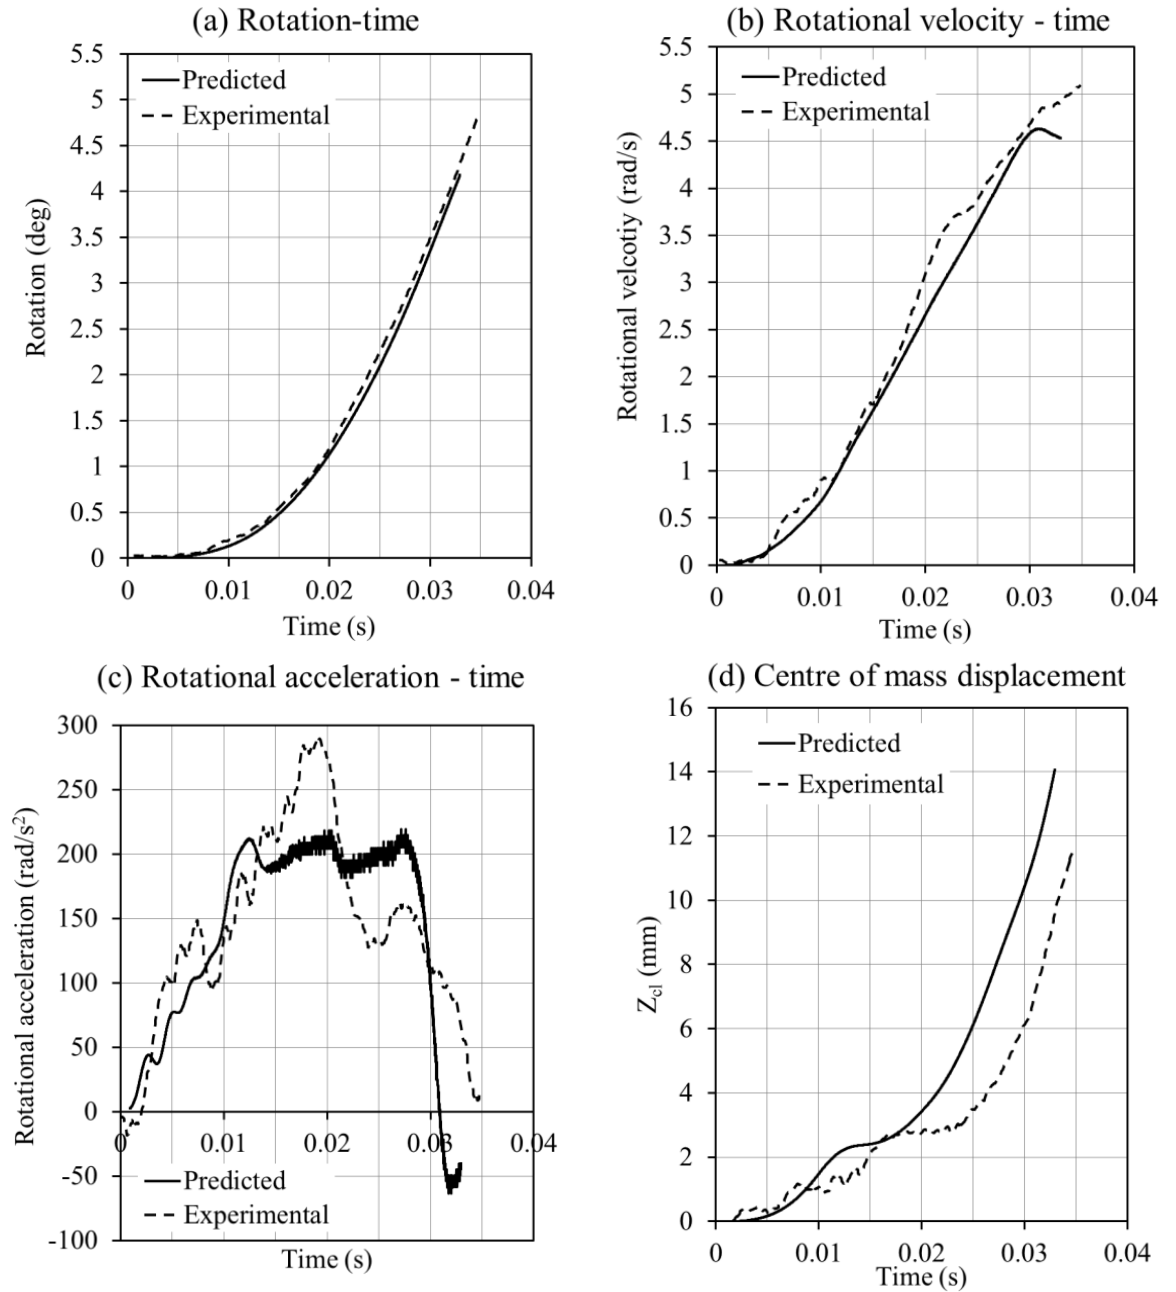 (a) Rotation-time
5.5
5
4.5
4
3.5
3
2.5
2
1.5
1
0.5
0
Predicted
Experimental
Rotation (deg)
0 0.01 0.02 0.03 0.04
Time (s)
(b) Rotational velocity - time
5.5
5
4.5
4
3.5
3
2.5
2
1.5
1
0.5
0
Predicted
Experimental
Rotational velcotiy (rad/s)
0 0.01 0.02 0.03 0.04
Time (s)
(c) Rotational acceleration - time
300
250
200
150
100
50
0
-50
-100
Rotational acceleration (rad/s²)
0 0.01 0.02 0.03 0.04
Predicted
Experimental
Time (s)
(d) Centre of mass displacement
16
14
12
10
8
6
4
2
0
Predicted
Experimental
Z_cl (mm)
0 0.01 0.02 0.03 0.04
Time (s)